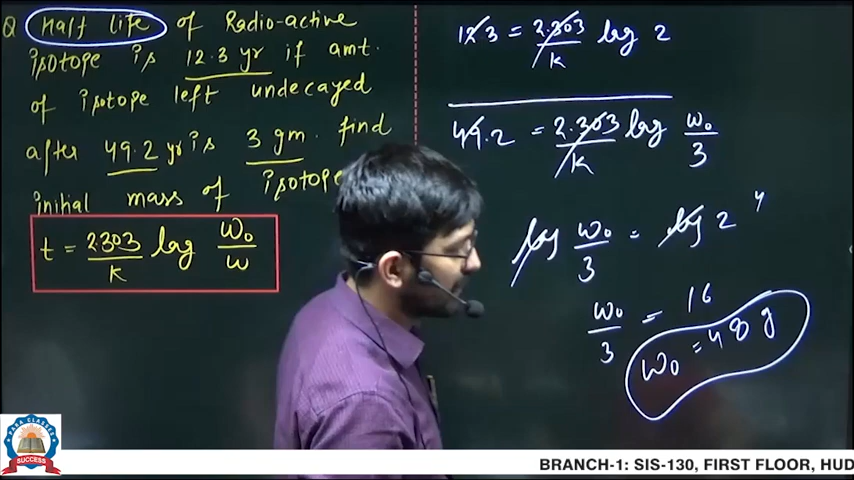 Q Half life of Radio-active
isotope is 12.3 yr if amt.
of isotope left undecayed
after 49.2 yr is 3 gm. find
initial mass of isotope
t = 2.303/K log W₀/W
12.3 = 2.303/K log 2
49.2 = 2.303/K log W₀/3
log W₀/3 = log 2⁴
W₀/3 = 16
W₀ = 48 g
PARA CLASSES
SUCCESS
BRANCH-1: SIS-130, FIRST FLOOR, HUD